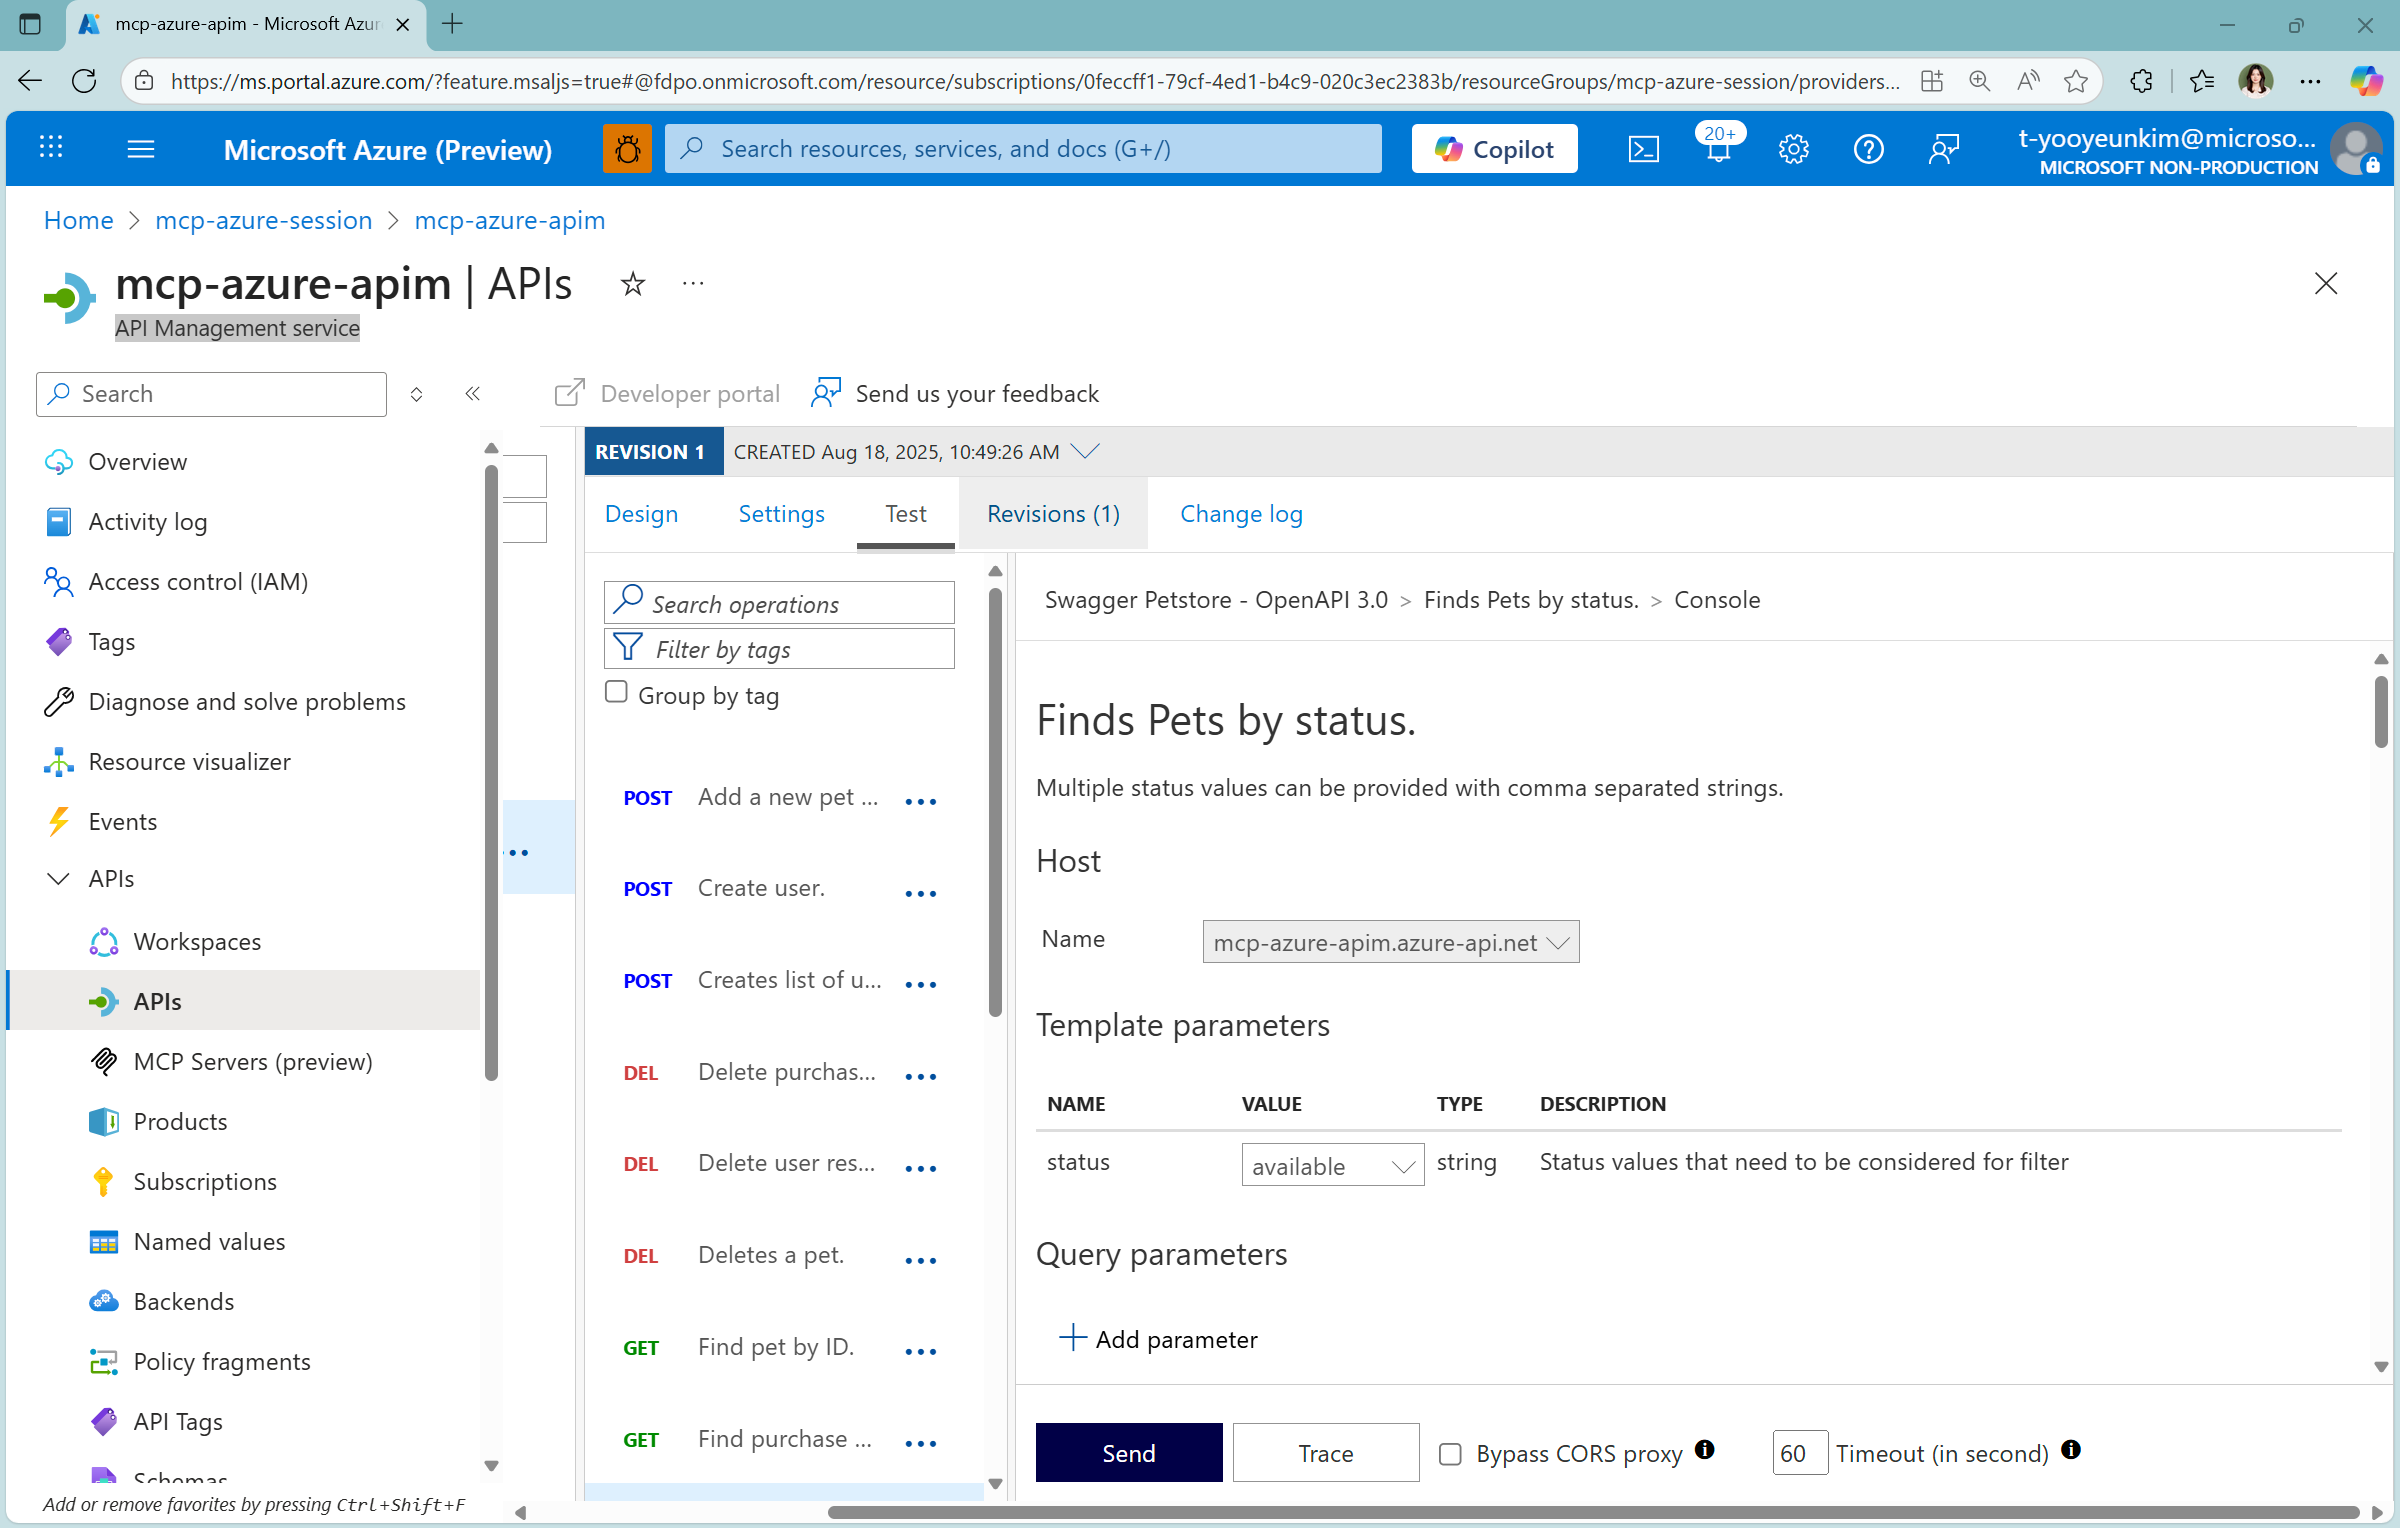 mcp-azure-apim - Microsoft Azur
https://ms.portal.azure.com/?feature.msaljs=true#@fdpo.onmicrosoft.com/resource/subscriptions/0feccff1-79cf-4ed1-b4c9-020c3ec2383b/resourceGroups/mcp-azure-session/providers...
Microsoft Azure (Preview)
Search resources, services, and docs (G+/)
Copilot
20+
t-yooyeunkim@microso...
MICROSOFT NON-PRODUCTION
Home > mcp-azure-session > mcp-azure-apim
mcp-azure-apim | APIs
API Management service
Search
Developer portal
Send us your feedback
Overview
Activity log
Access control (IAM)
Tags
Diagnose and solve problems
Resource visualizer
Events
APIs
Workspaces
APIs
MCP Servers (preview)
Products
Subscriptions
Named values
Backends
Policy fragments
API Tags
Schemas
Add or remove favorites by pressing Ctrl+Shift+F
REVISION 1 CREATED Aug 18, 2025, 10:49:26 AM
Design Settings Test Revisions (1) Change log
Search operations
Filter by tags
Group by tag
POST Add a new pet ...
POST Create user.
POST Creates list of u...
DEL Delete purchas...
DEL Delete user res...
DEL Deletes a pet.
GET Find pet by ID.
GET Find purchase ...
Swagger Petstore - OpenAPI 3.0 > Finds Pets by status. > Console
Finds Pets by status.
Multiple status values can be provided with comma separated strings.
Host
Name mcp-azure-apim.azure-api.net
Template parameters
NAME VALUE TYPE DESCRIPTION
status available string Status values that need to be considered for filter
Query parameters
Add parameter
Send Trace Bypass CORS proxy 60 Timeout (in second)